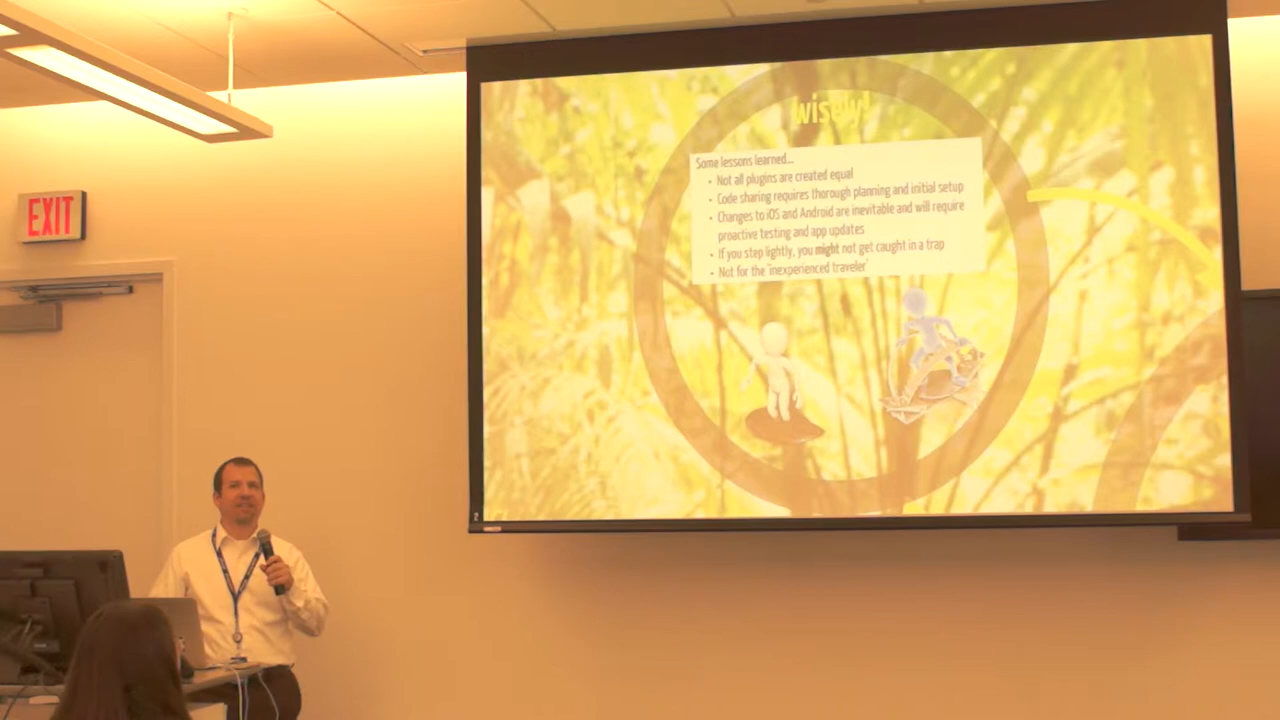 EXIT
wisely!
Some lessons learned...
• Not all plugins are created equal
• Code sharing requires thorough planning and initial setup
• Changes to iOS and Android are inevitable and will require
proactive testing and app updates
• If you step lightly, you might not get caught in a trap
• Not for the "inexperienced traveler"